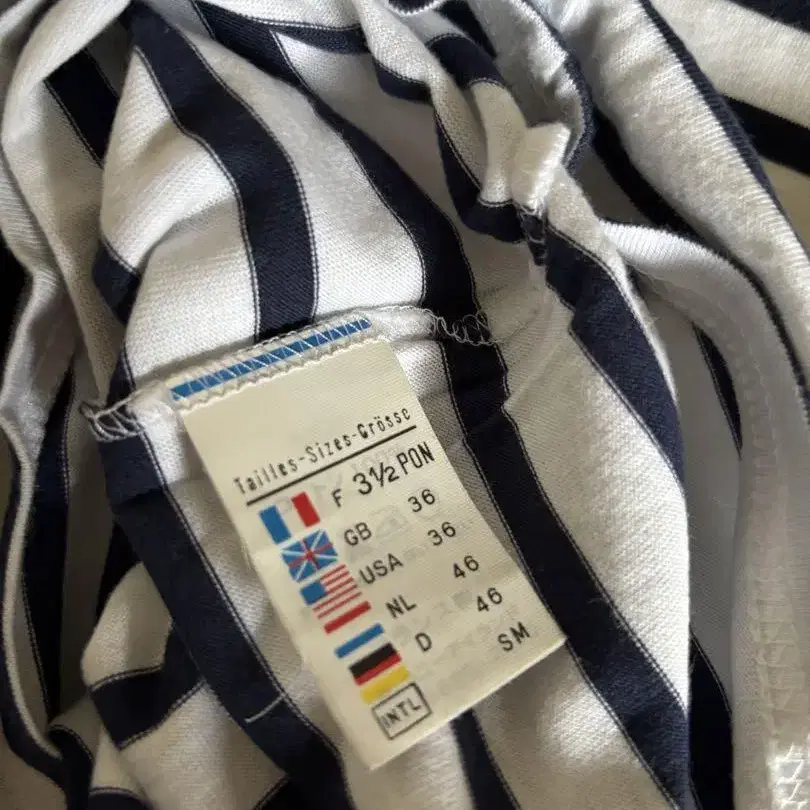 Tailles-Sizes-Grösse
F 3½ PON
GB 36
USA 36
NL 46
D 46
INTL SM